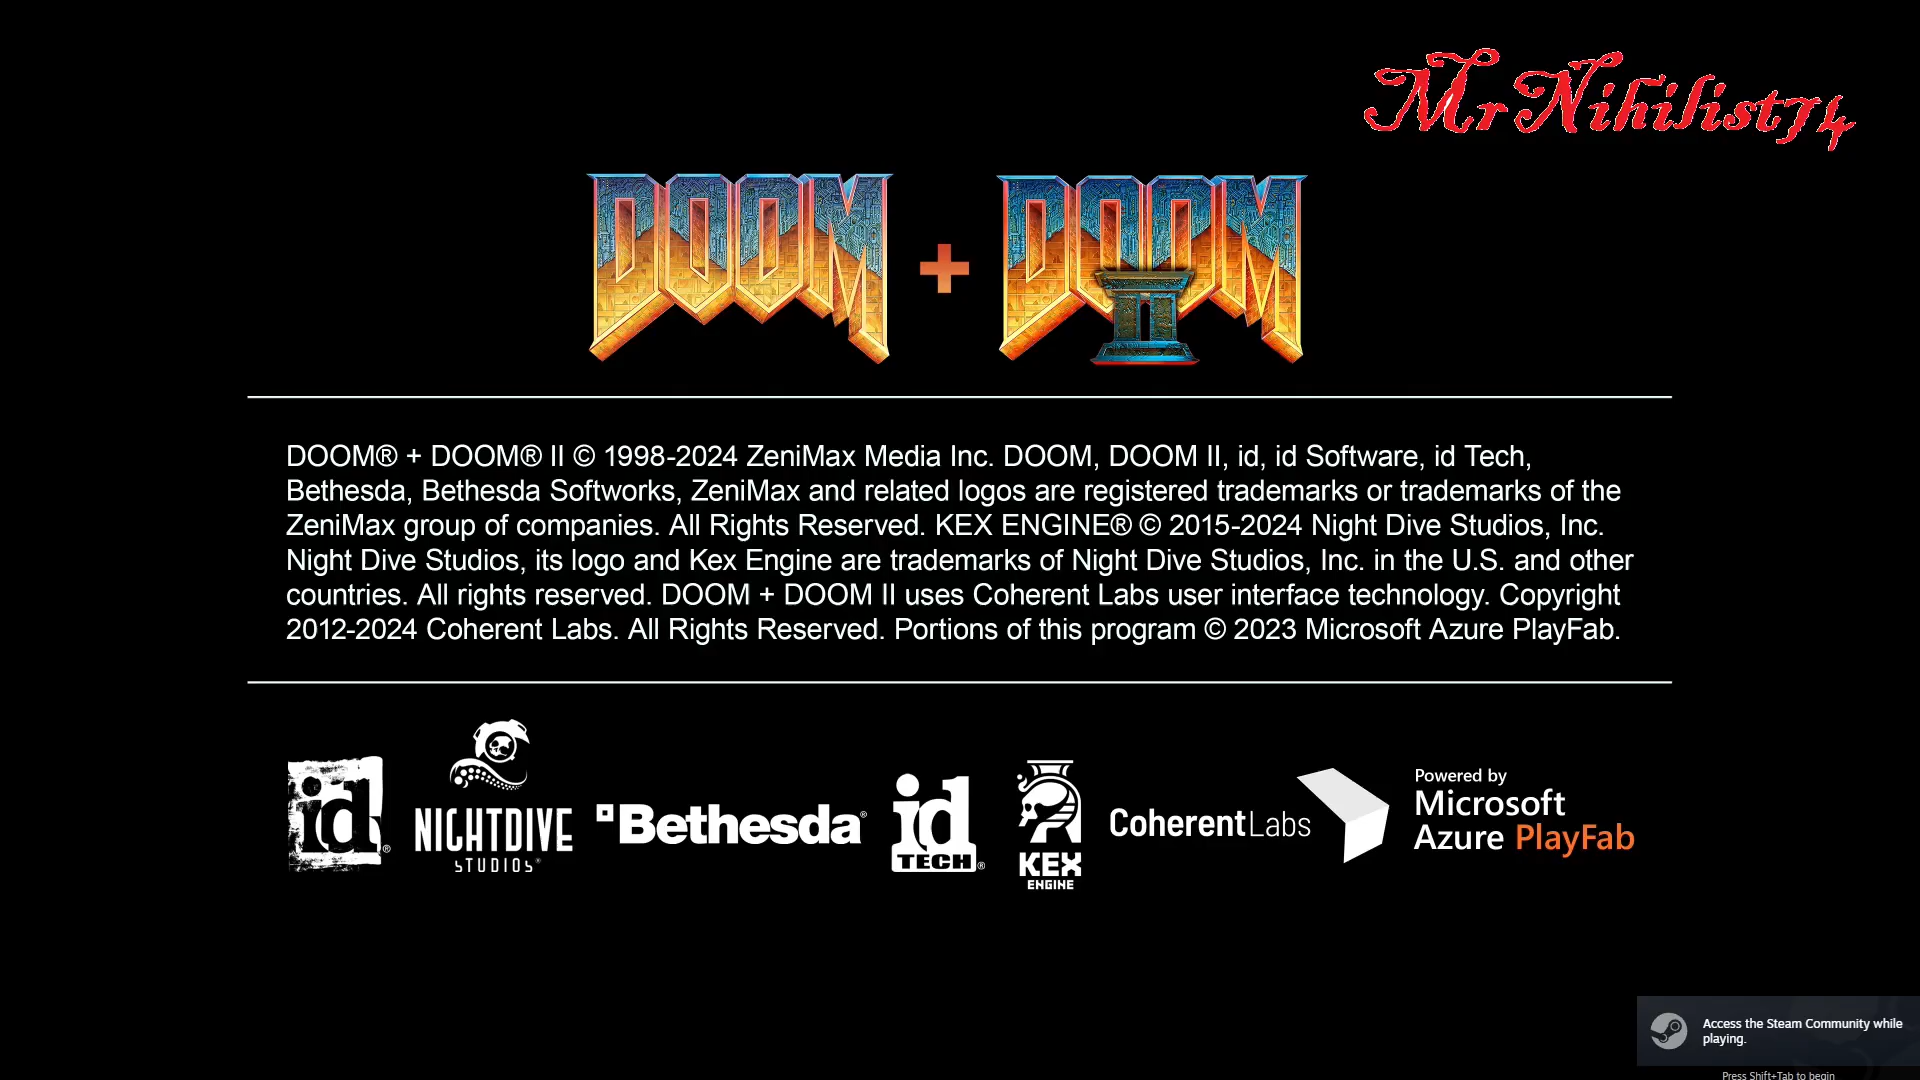 MrNihilist74
DOOM + DOOM II
DOOM® + DOOM® II © 1998-2024 ZeniMax Media Inc. DOOM, DOOM II, id, id Software, id Tech,
Bethesda, Bethesda Softworks, ZeniMax and related logos are registered trademarks or trademarks of the
ZeniMax group of companies. All Rights Reserved. KEX ENGINE® © 2015-2024 Night Dive Studios, Inc.
Night Dive Studios, its logo and Kex Engine are trademarks of Night Dive Studios, Inc. in the U.S. and other
countries. All rights reserved. DOOM + DOOM II uses Coherent Labs user interface technology. Copyright
2012-2024 Coherent Labs. All Rights Reserved. Portions of this program © 2023 Microsoft Azure PlayFab.
id®
NIGHTDIVE
STUDIOS®
Bethesda®
id
TECH®
KEX
ENGINE
CoherentLabs
Powered by
Microsoft
Azure PlayFab
Access the Steam Community while
playing.
Press Shift+Tab to begin